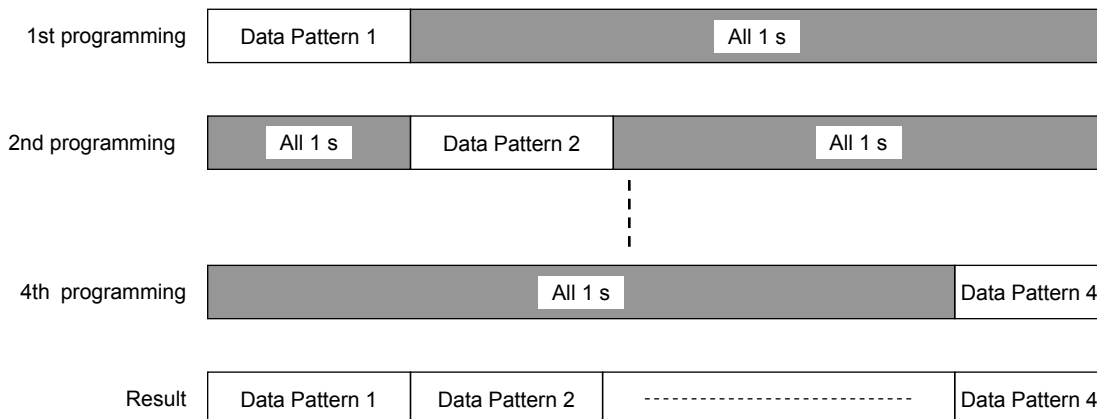 1st programming Data Pattern 1 All 1 s
2nd programming All 1 s Data Pattern 2 All 1 s
4th programming All 1 s Data Pattern 4
Result Data Pattern 1 Data Pattern 2 Data Pattern 4